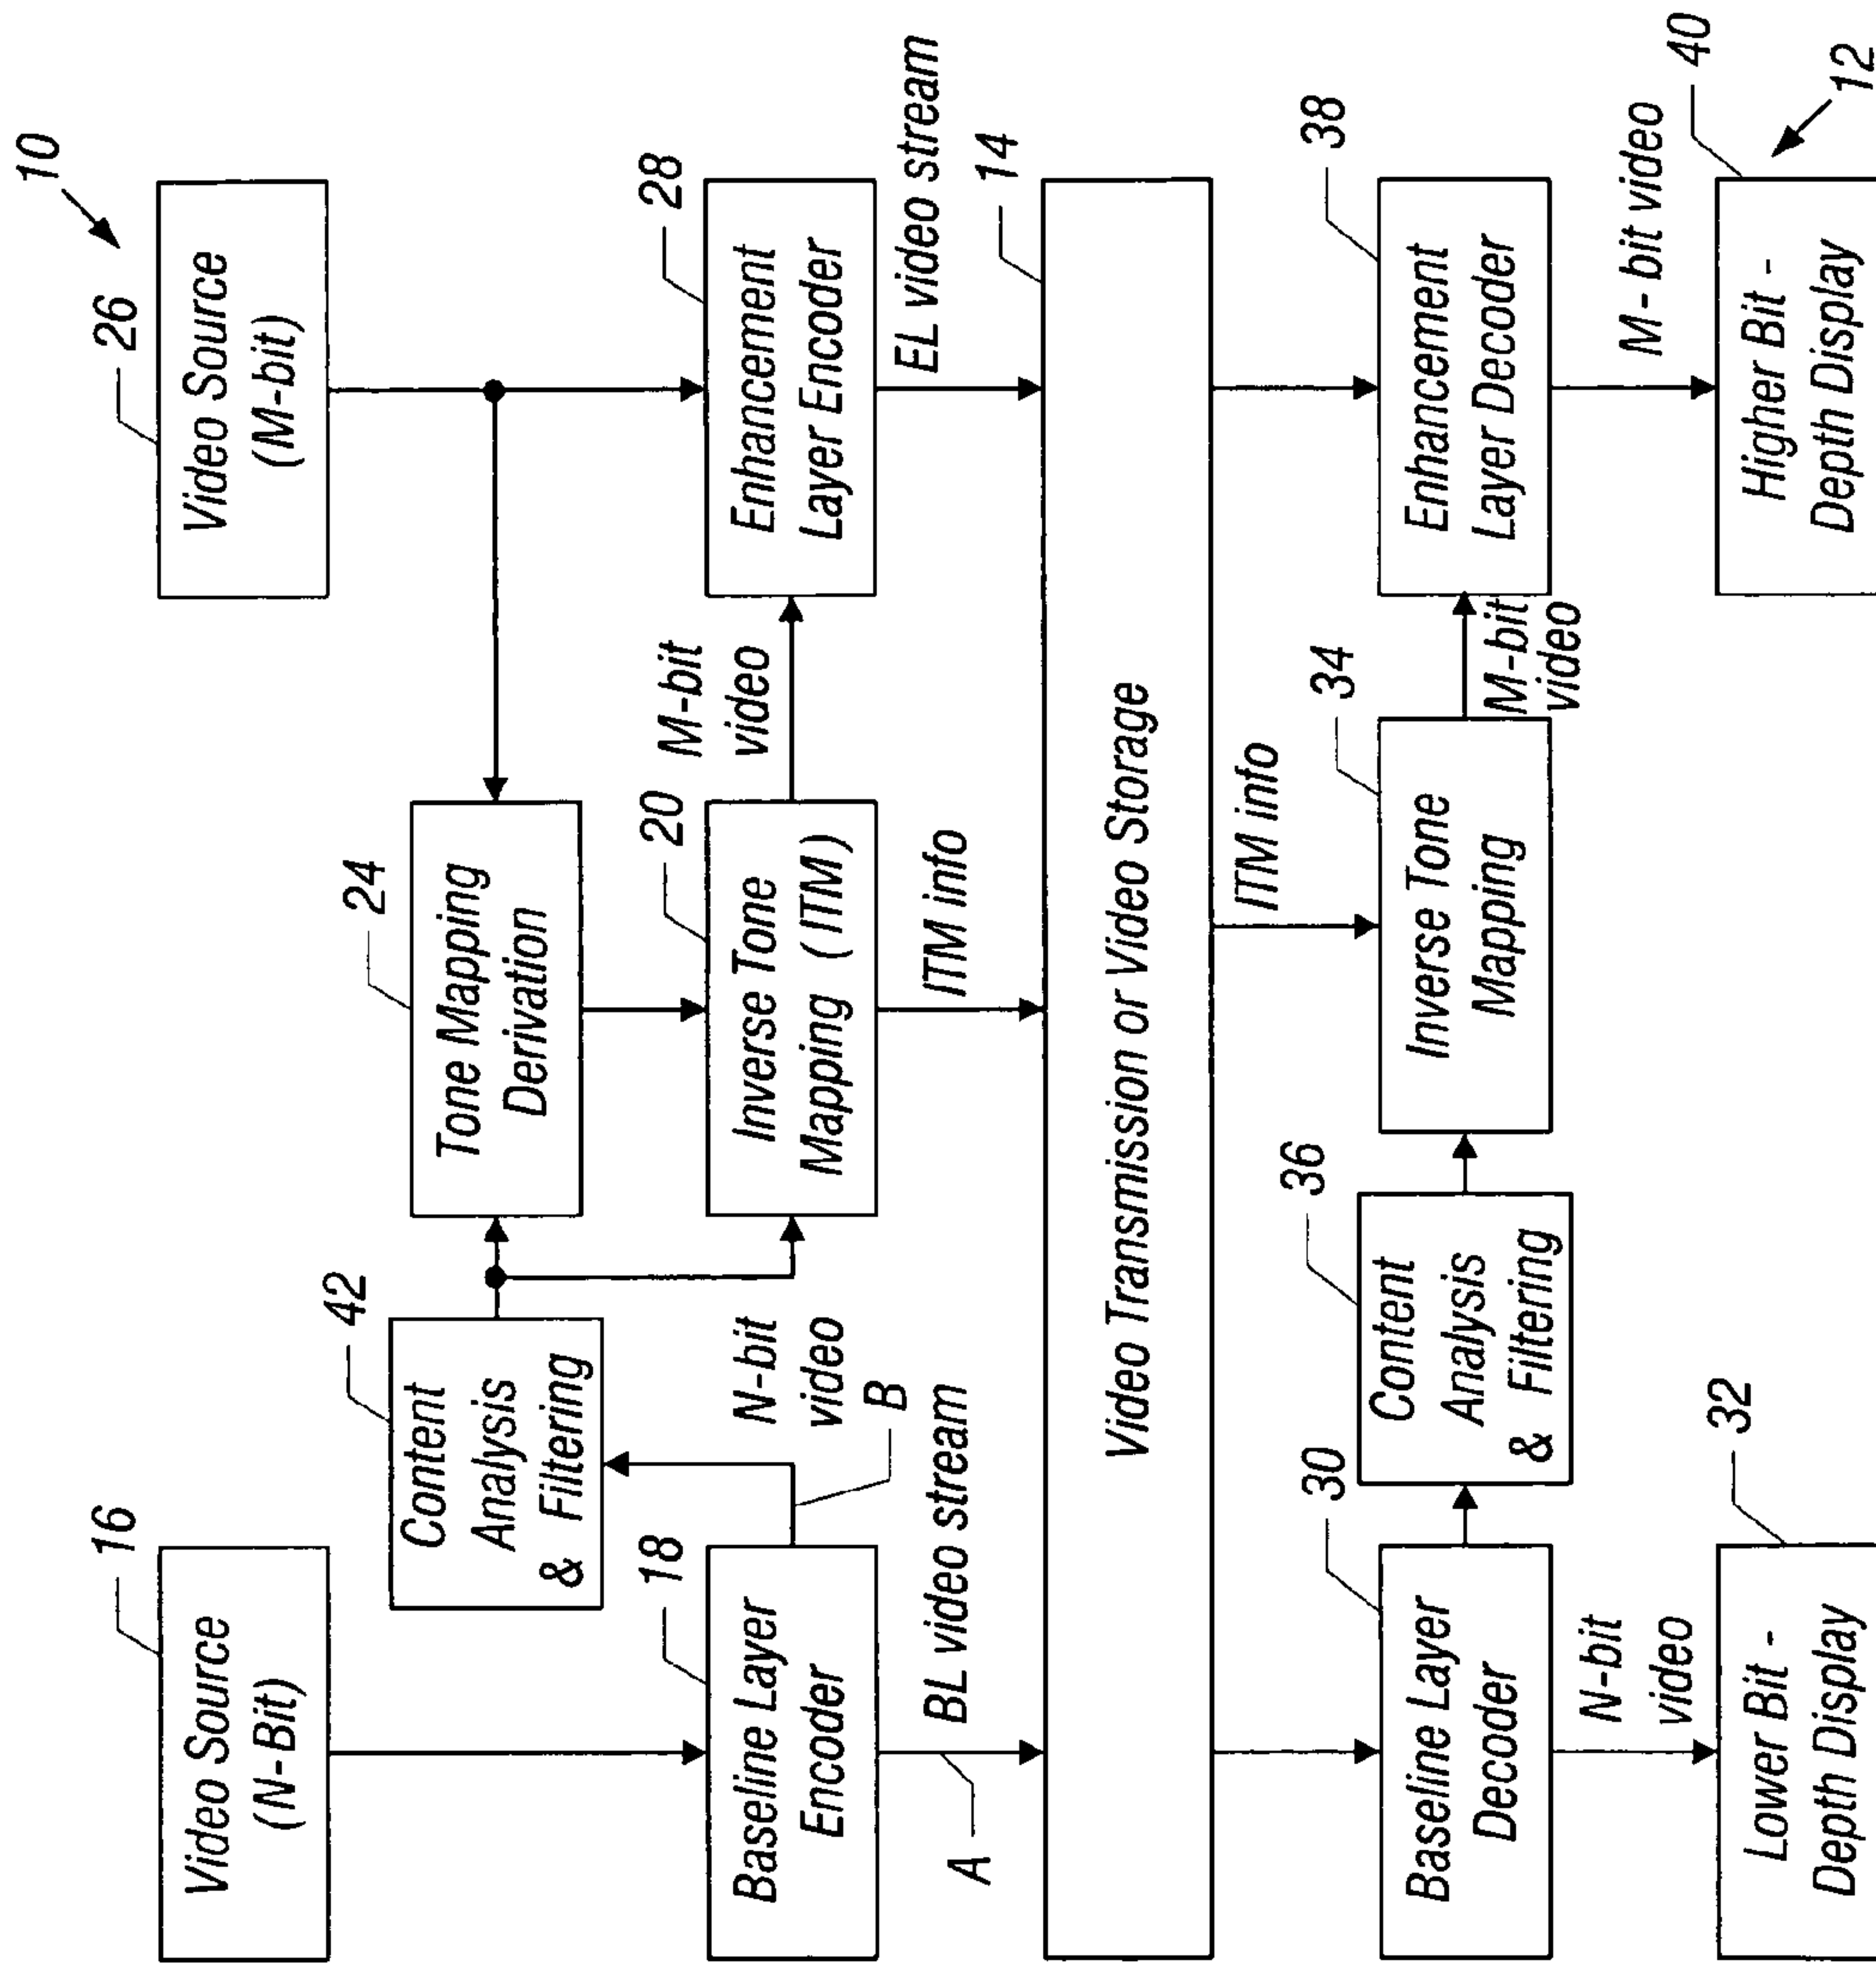 10
16
Video Source
(N-Bit)
26
Video Source
(M-bit)
42
Content
Analysis
& Filtering
24
Tone Mapping
Derivation
18
Baseline Layer
Encoder
N-bit
video
B
20
Inverse Tone
Mapping (ITM)
M-bit
video
28
Enhancement
Layer Encoder
A
BL video stream
ITM info
EL video stream
14
Video Transmission or Video Storage
30
Baseline Layer
Decoder
36
Content
Analysis
& Filtering
ITM info
34
Inverse Tone
Mapping
M-bit
video
38
Enhancement
Layer Decoder
N-bit
video
32
Lower Bit -
Depth Display
M - bit video
40
Higher Bit -
Depth Display
12